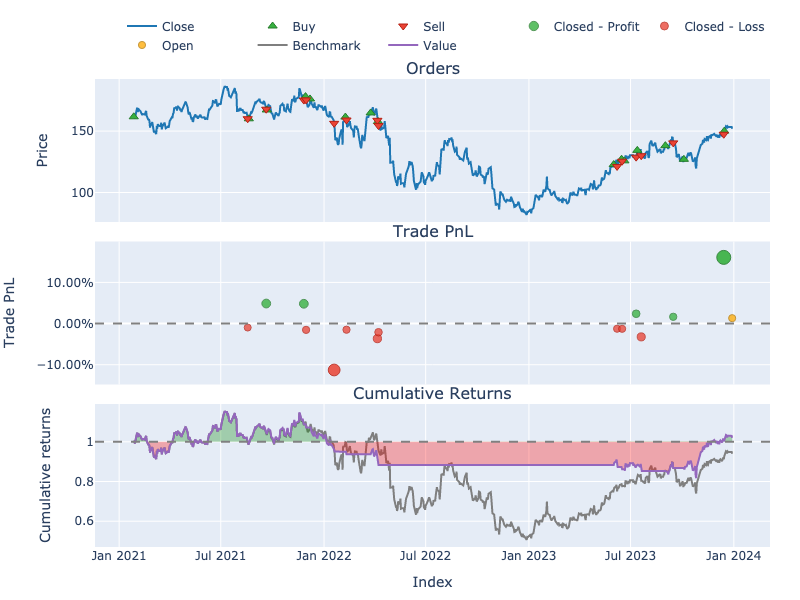 Close Buy Sell Closed - Profit Closed - Loss
Open Benchmark Value
Orders
Price
150
100
Trade PnL
Trade PnL
10.00%
0.00%
−10.00%
Cumulative Returns
Cumulative returns
1
0.8
0.6
Jan 2021 Jul 2021 Jan 2022 Jul 2022 Jan 2023 Jul 2023 Jan 2024
Index